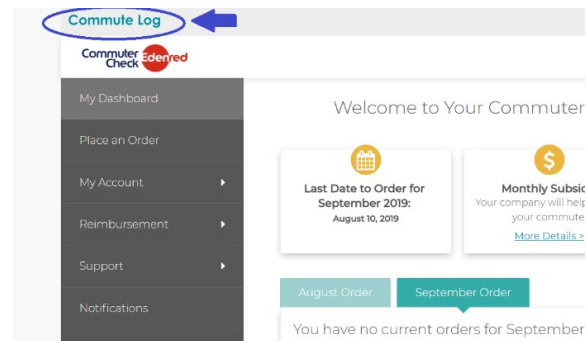 Commute Log
Commuter
Check Edenred
My Dashboard
Place an Order
My Account
Reimbursement
Support
Notifications
Welcome to Your Commuter
Last Date to Order for
September 2019:
August 10, 2019
$
Monthly Subsi
Your company will help
your commute
More Details >
August Order
September Order
You have no current orders for September